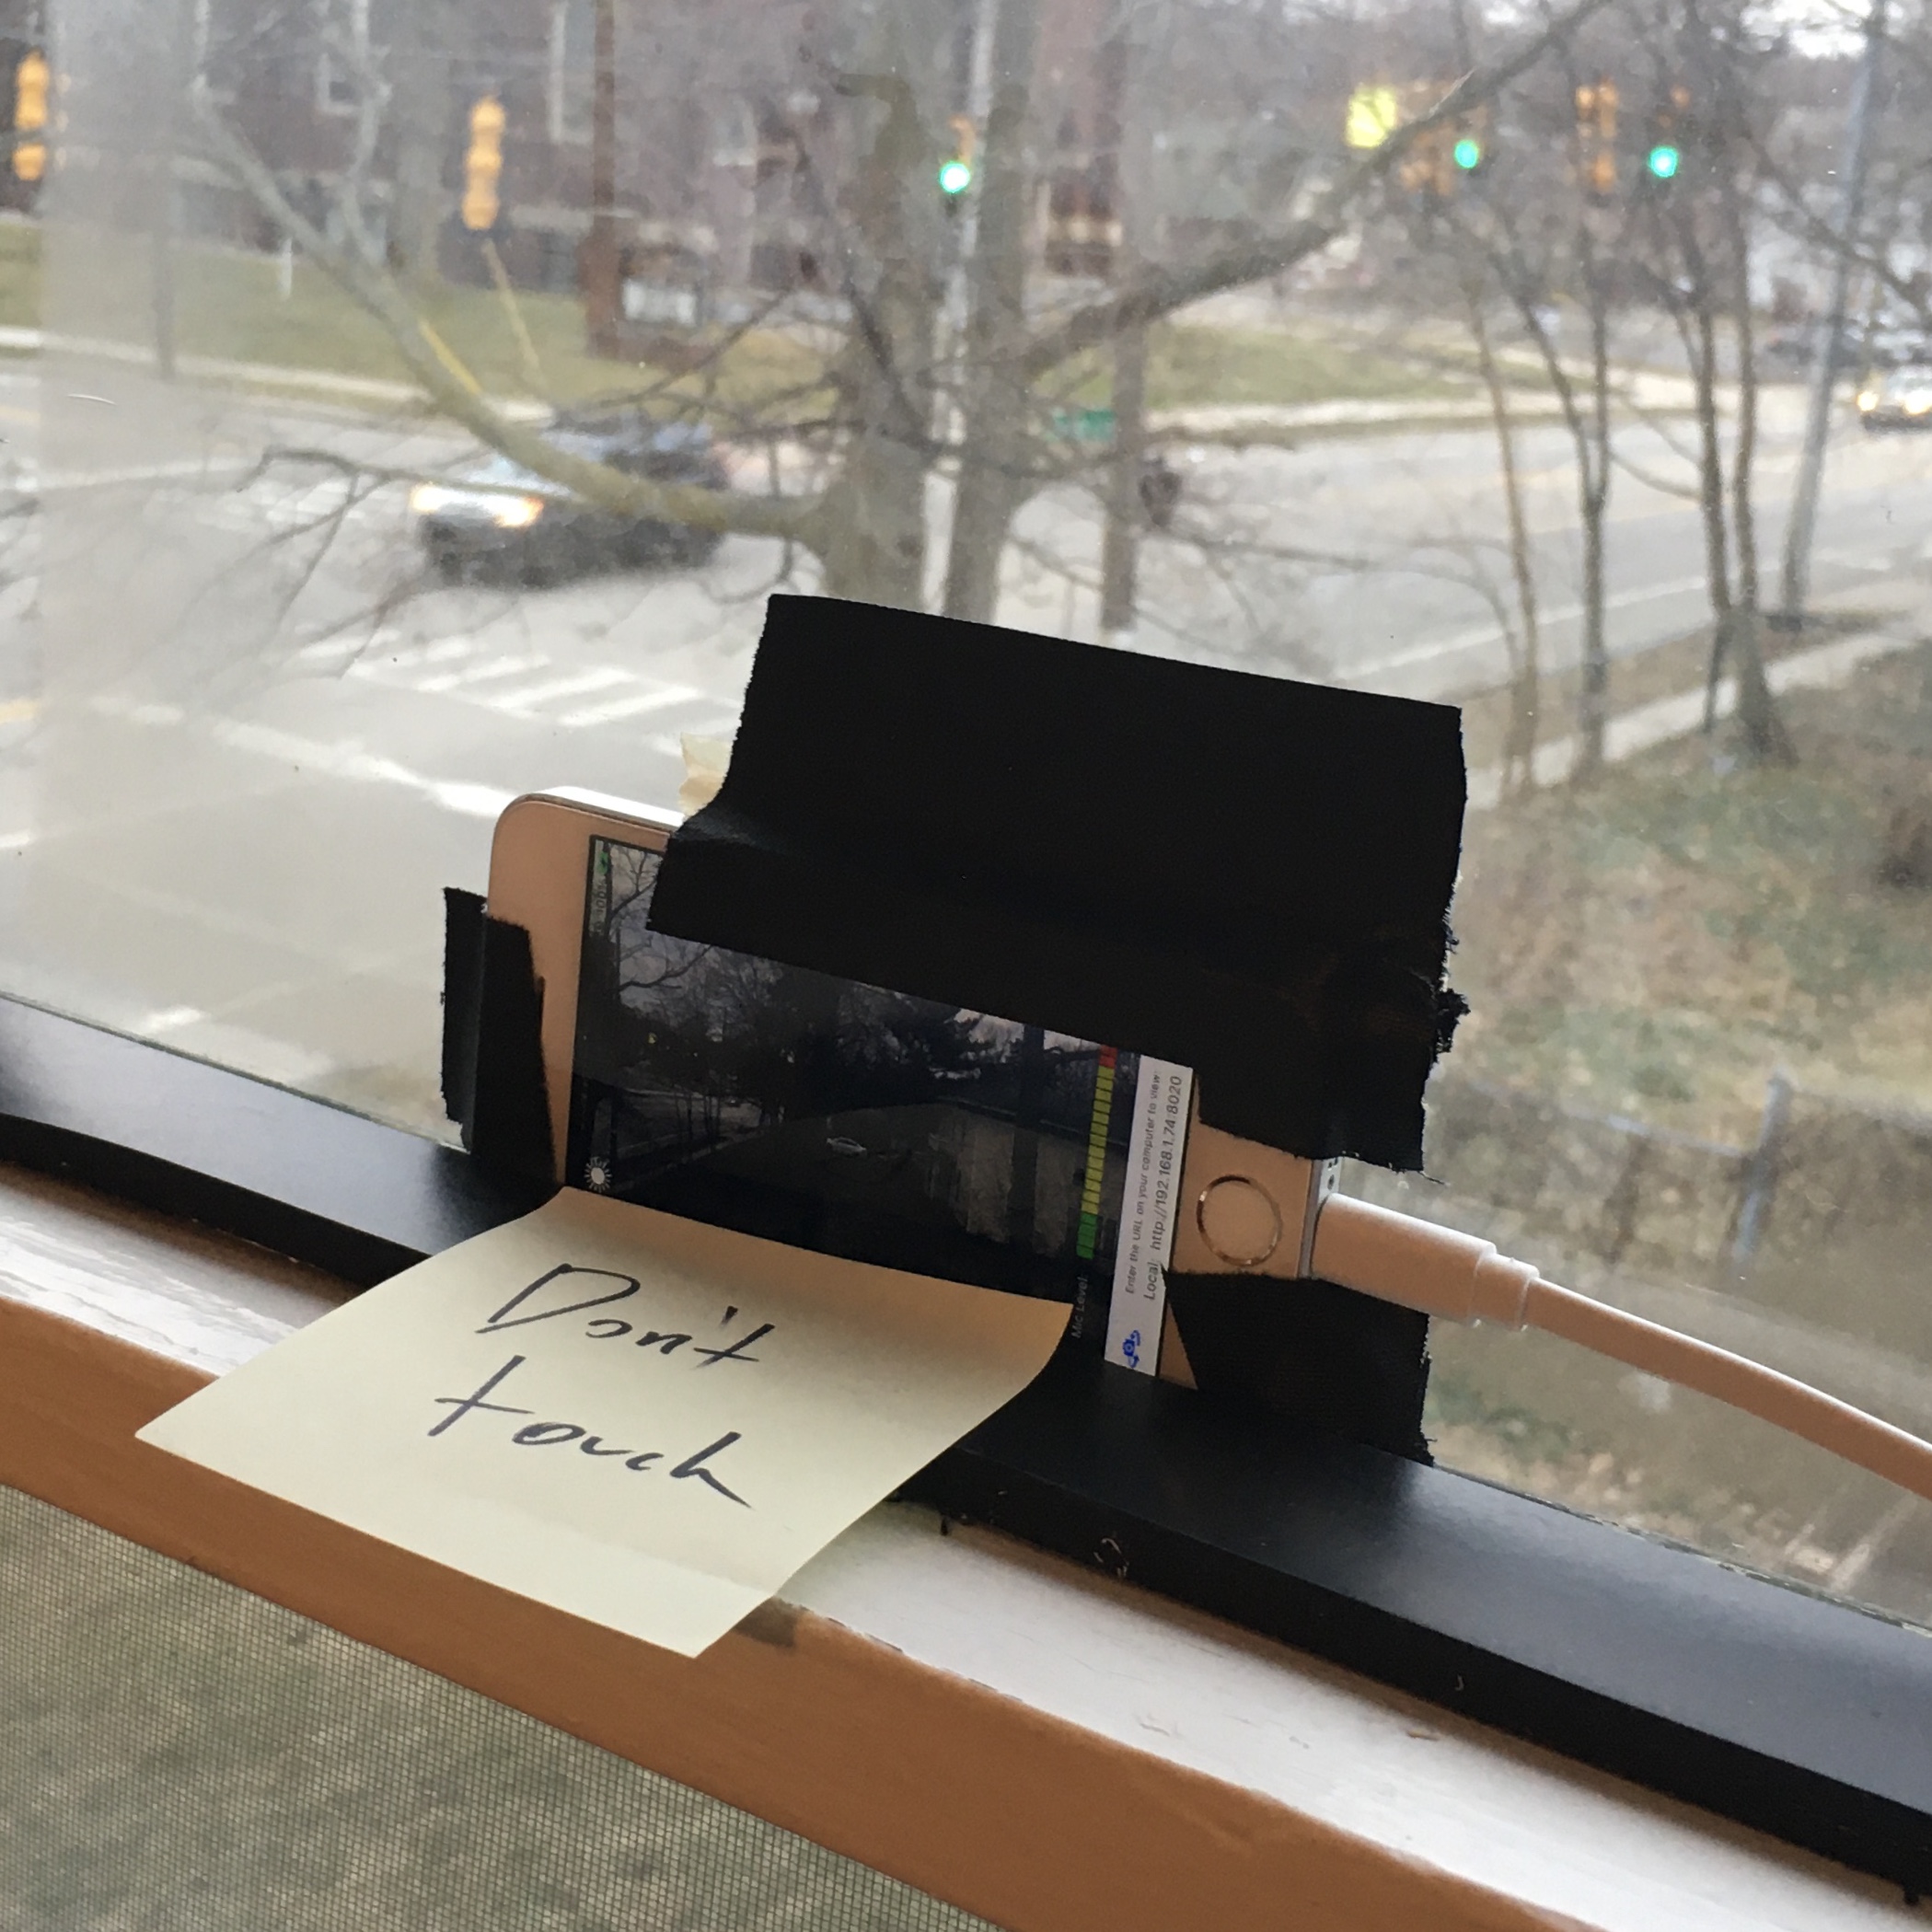 Don't
touch
Enter the URL on your computer to view:
Local: http://192.168.1.74:8020
Mic Level:
100%